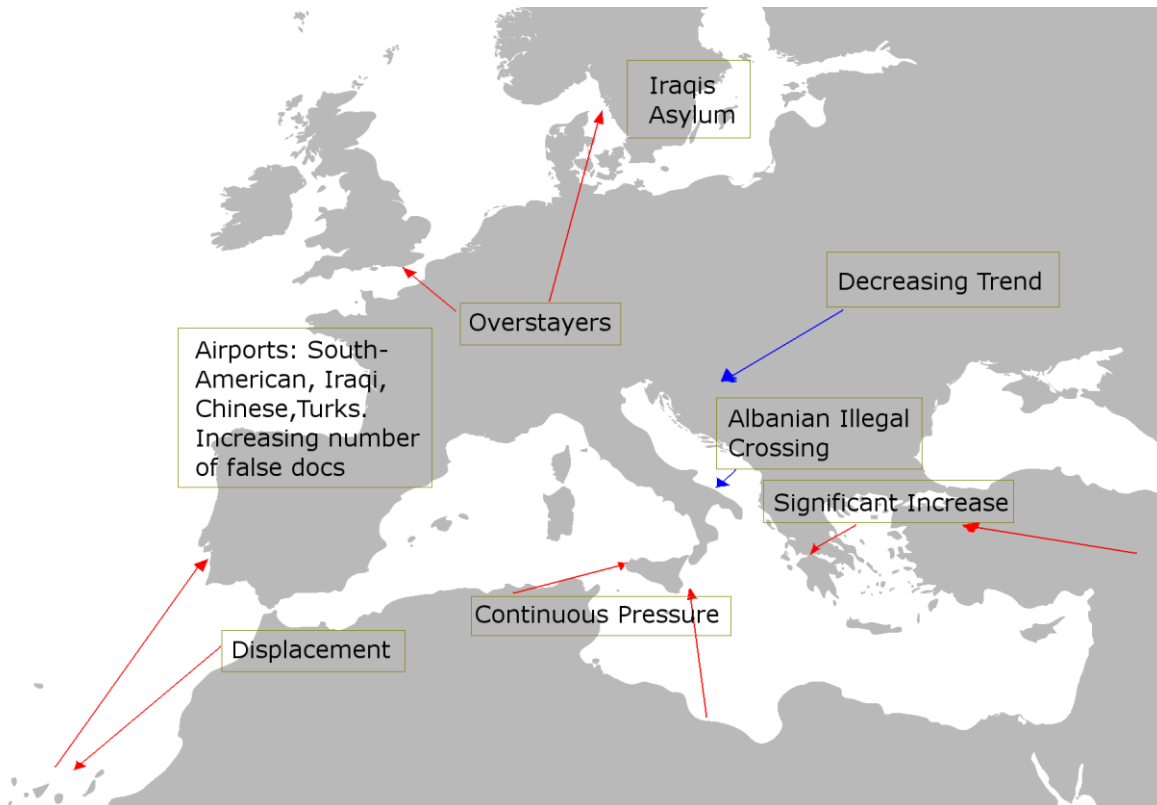 Iraqis
Asylum
Decreasing Trend
Overstayers
Airports: South-
American, Iraqi,
Chinese,Turks.
Increasing number
of false docs
Albanian Illegal
Crossing
Significant Increase
Continuous Pressure
Displacement